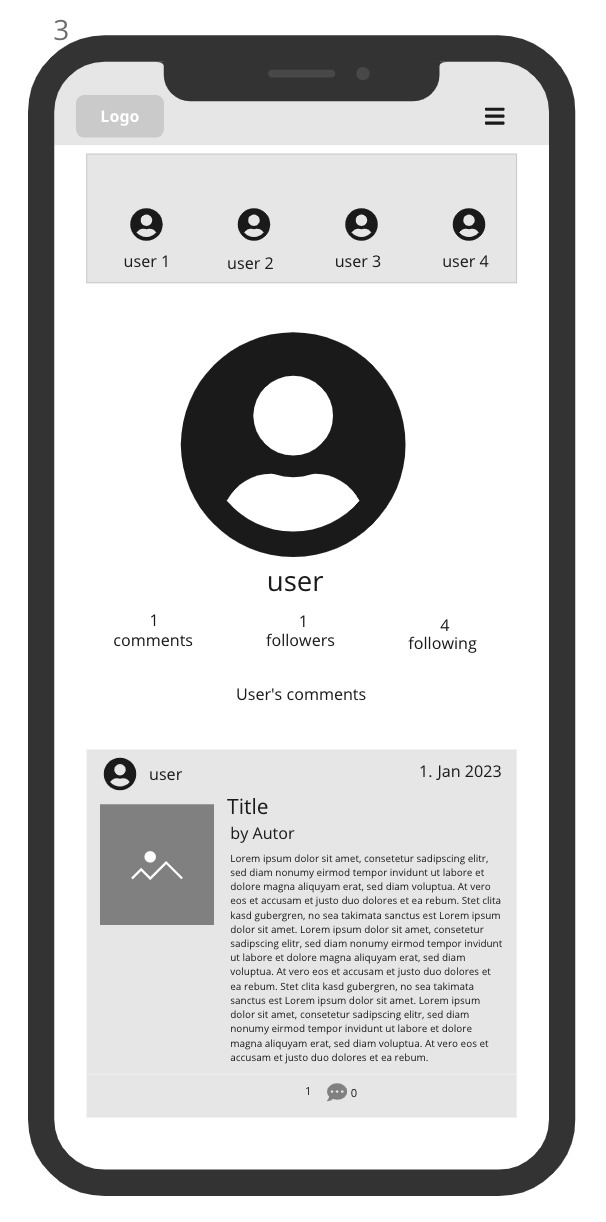 3
Logo
user 1 user 2 user 3 user 4
user
1 1 4
comments followers following
User's comments
user 1. Jan 2023
Title
by Autor
Lorem ipsum dolor sit amet, consetetur sadipscing elitr,
sed diam nonumy eirmod tempor invidunt ut labore et
dolore magna aliquyam erat, sed diam voluptua. At vero
eos et accusam et justo duo dolores et ea rebum. Stet clita
kasd gubergren, no sea takimata sanctus est Lorem ipsum
dolor sit amet. Lorem ipsum dolor sit amet, consetetur
sadipscing elitr, sed diam nonumy eirmod tempor invidunt
ut labore et dolore magna aliquyam erat, sed diam
voluptua. At vero eos et accusam et justo duo dolores et
ea rebum. Stet clita kasd gubergren, no sea takimata
sanctus est Lorem ipsum dolor sit amet. Lorem ipsum
dolor sit amet, consetetur sadipscing elitr, sed diam
nonumy eirmod tempor invidunt ut labore et dolore
magna aliquyam erat, sed diam voluptua. At vero eos et
accusam et justo duo dolores et ea rebum.
1 0